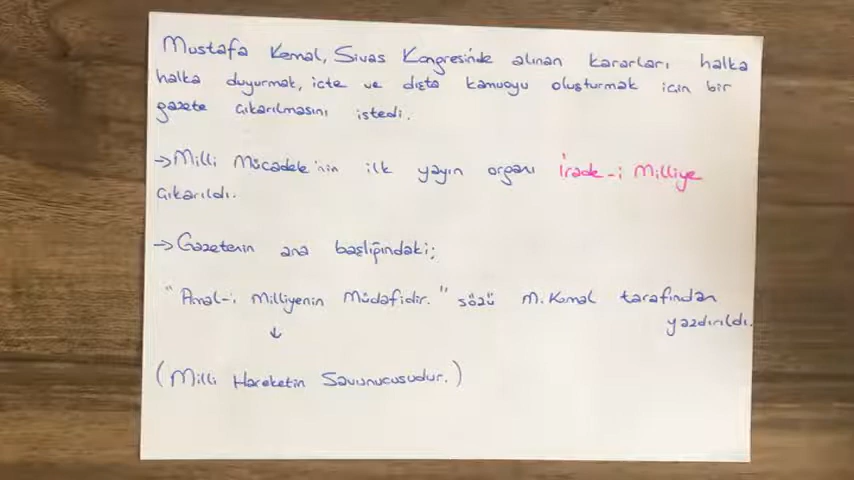 Mustafa Kemal, Sivas Kongresinde alınan kararları halka
halka duyurmak, içte ve dışta kamuoyu oluşturmak için bir
gazete çıkarılmasını istedi.
→Milli Mücadele'nin ilk yayın organı İrade-i Milliye
çıkarıldı.
→Gazetenin ana başlığındaki;
"Amal-i Milliyenin Müdafidir." sözü M.Kemal tarafından
yazdırıldı.
↓
(Milli Hareketin Savunucusudur.)